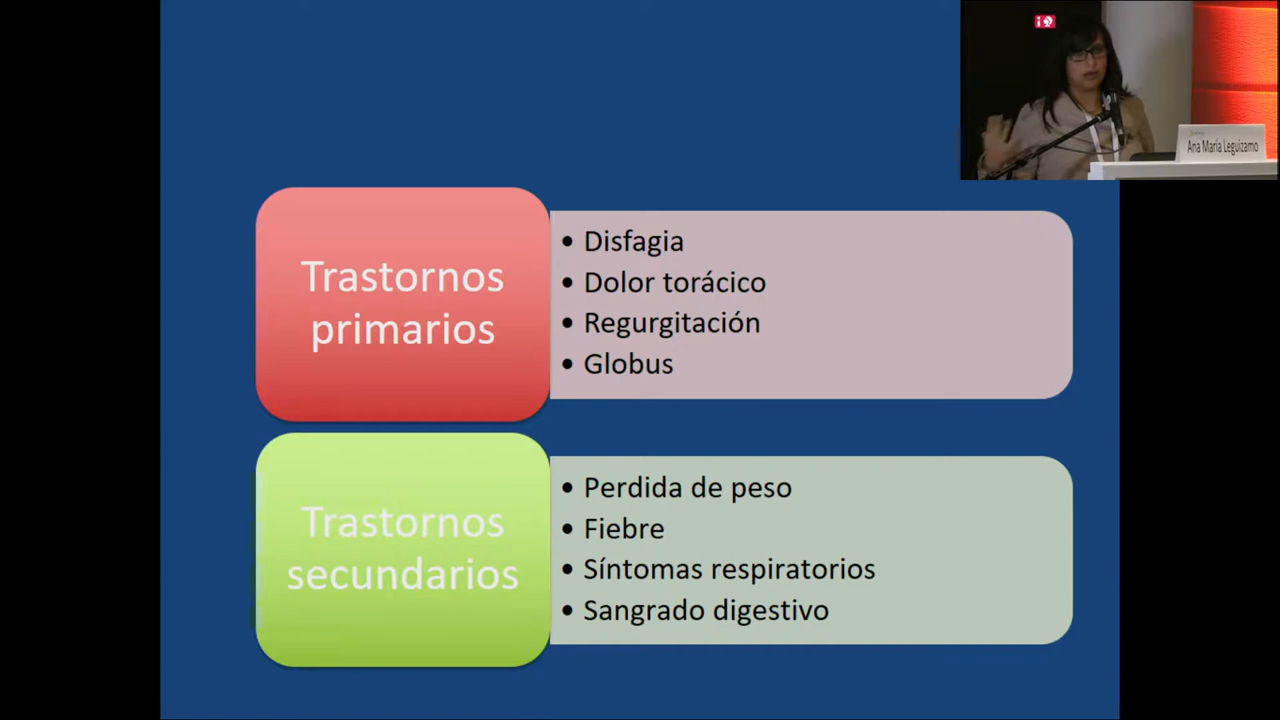 Ana Maria Leguizamo
Trastornos
primarios
• Disfagia
• Dolor torácico
• Regurgitación
• Globus
Trastornos
secundarios
• Perdida de peso
• Fiebre
• Síntomas respiratorios
• Sangrado digestivo